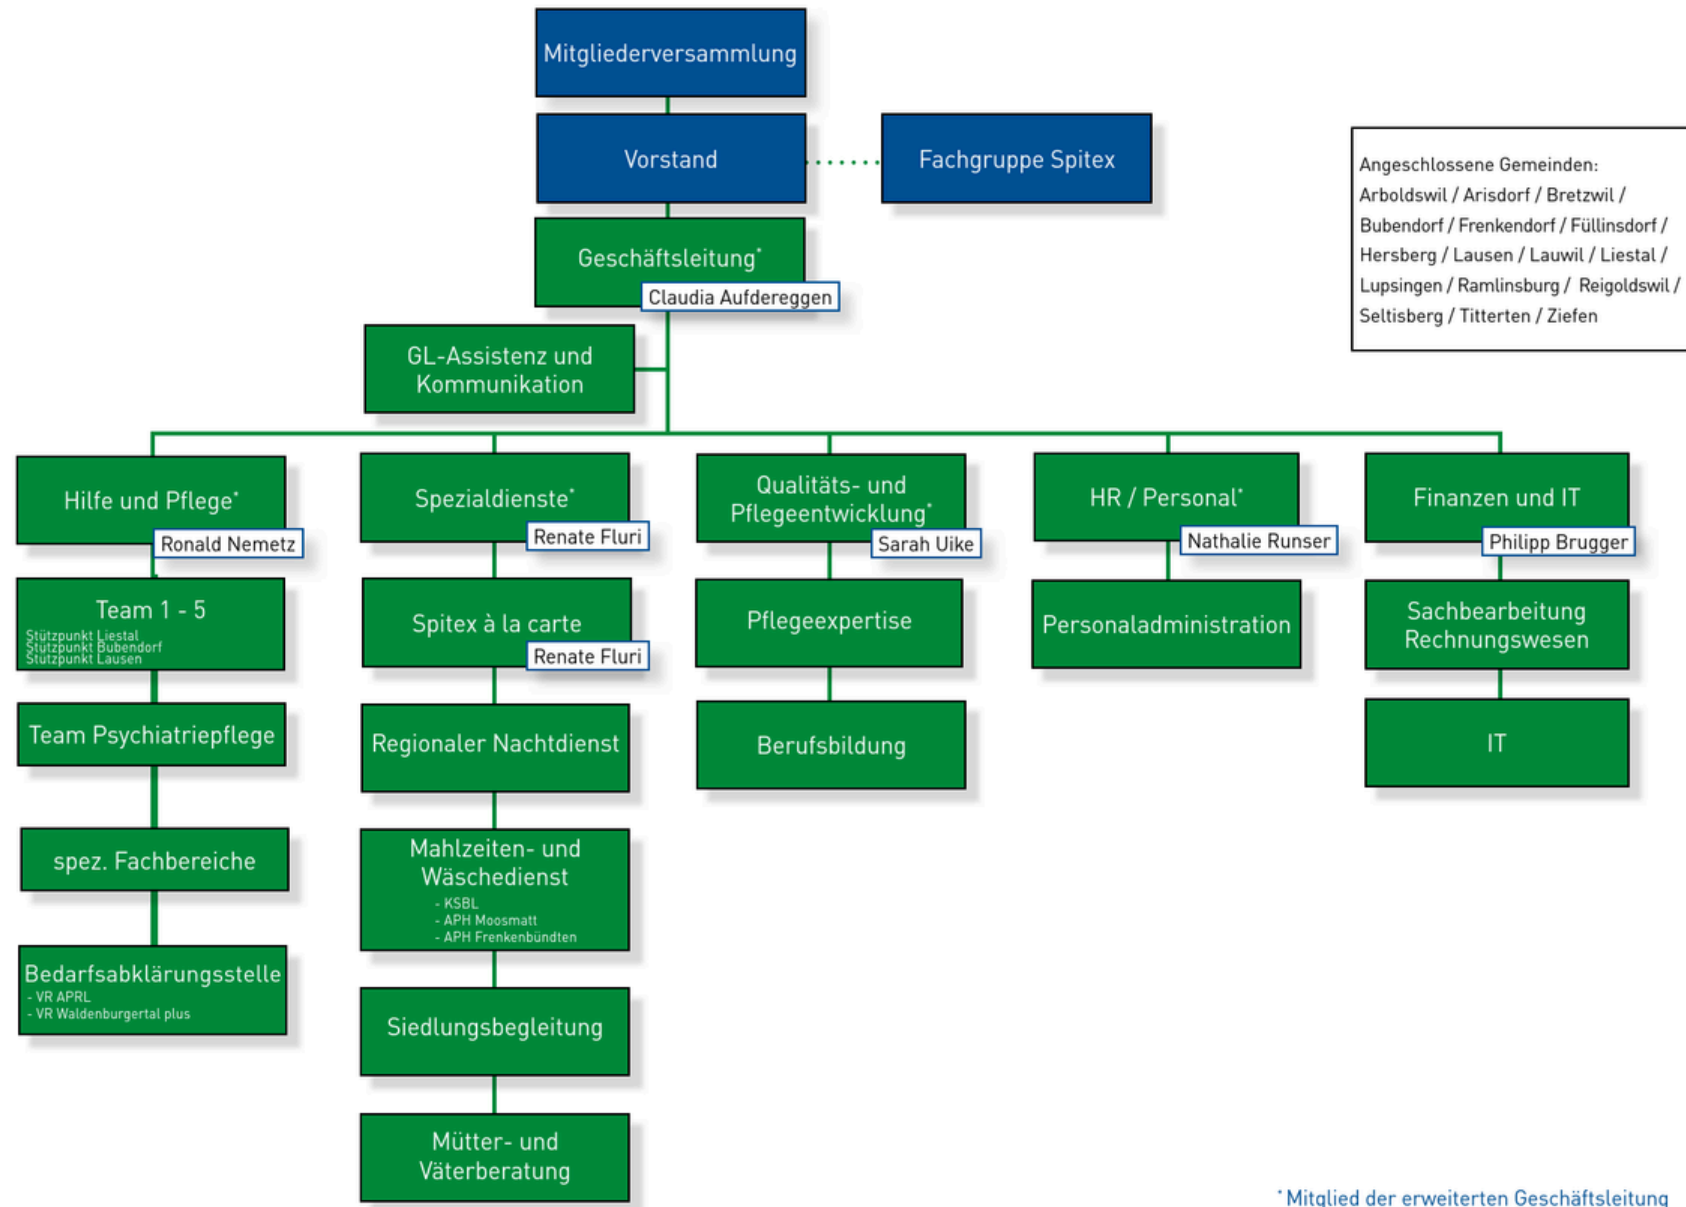 Mitgliederversammlung
Vorstand
Fachgruppe Spitex
Angeschlossene Gemeinden:
Arboldswil / Arisdorf / Bretzwil /
Bubendorf / Frenkendorf / Füllinsdorf /
Hersberg / Lausen / Lauwil / Liestal /
Lupsingen / Ramlinsburg / Reigoldswil /
Seltisberg / Titterten / Ziefen
Geschäftsleitung*
Claudia Aufdereggen
GL-Assistenz und
Kommunikation
Hilfe und Pflege*
Ronald Nemetz
Team 1 - 5
Stützpunkt Liestal
Stützpunkt Bubendorf
Stützpunkt Lausen
Team Psychiatriepflege
spez. Fachbereiche
Bedarfsabklärungsstelle
- VR APRL
- VR Waldenburgertal plus
Spezialdienste*
Renate Fluri
Spitex à la carte
Renate Fluri
Regionaler Nachtdienst
Mahlzeiten- und
Wäschedienst
- KSBL
- APH Moosmatt
- APH Frenkenbündten
Siedlungsbegleitung
Mütter- und
Väterberatung
Qualitäts- und
Pflegeentwicklung*
Sarah Uike
Pflegeexpertise
Berufsbildung
HR / Personal*
Nathalie Runser
Personaladministration
Finanzen und IT
Philipp Brugger
Sachbearbeitung
Rechnungswesen
IT
* Mitglied der erweiterten Geschäftsleitung